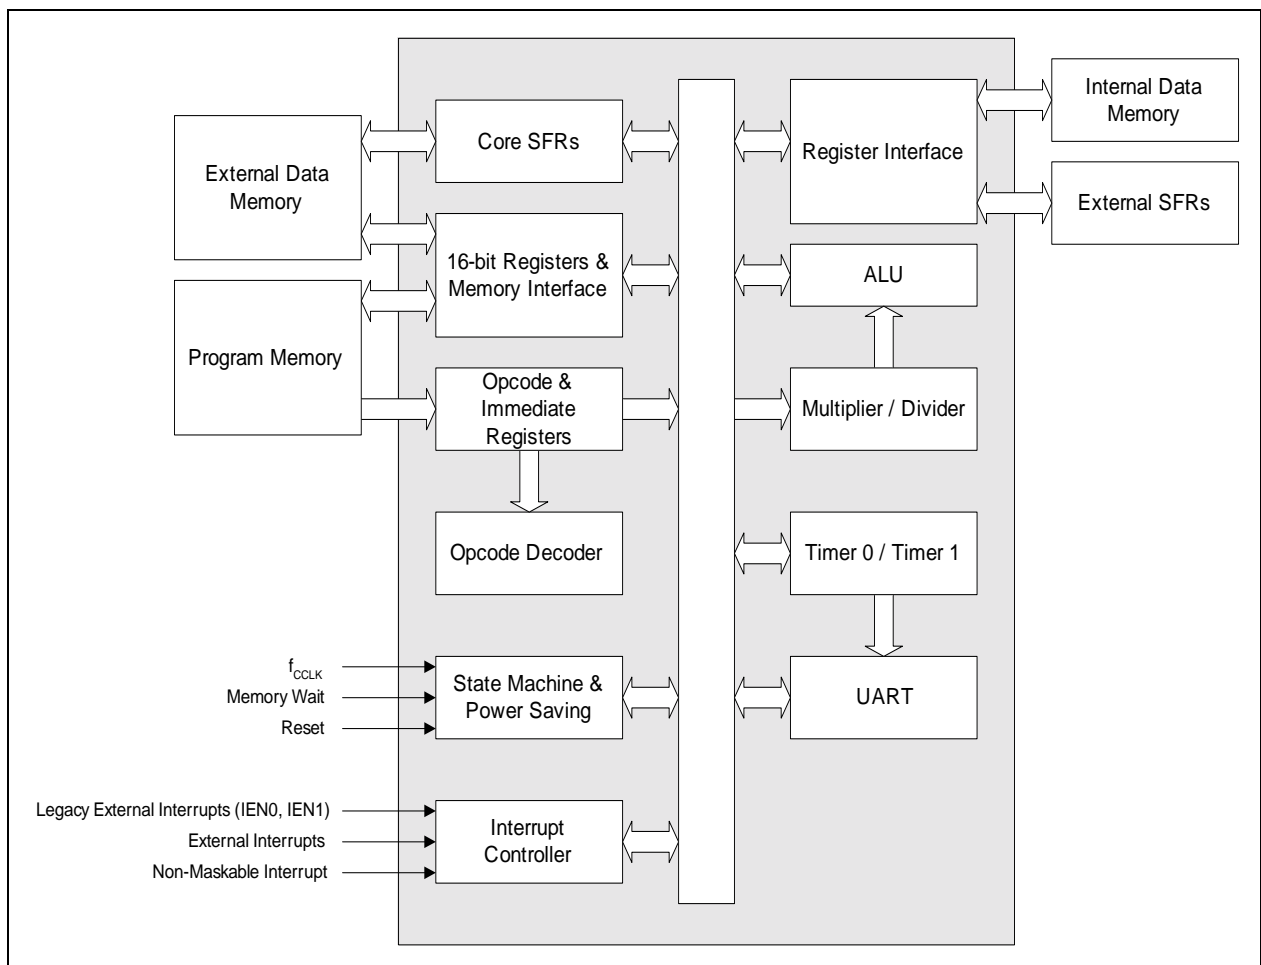 External Data
Memory
Program Memory
Core SFRs
16-bit Registers &
Memory Interface
Opcode &
Immediate
Registers
Opcode Decoder
f_CCLK
Memory Wait
Reset
State Machine &
Power Saving
Legacy External Interrupts (IEN0, IEN1)
External Interrupts
Non-Maskable Interrupt
Interrupt
Controller
Register Interface
ALU
Multiplier / Divider
Timer 0 / Timer 1
UART
Internal Data
Memory
External SFRs